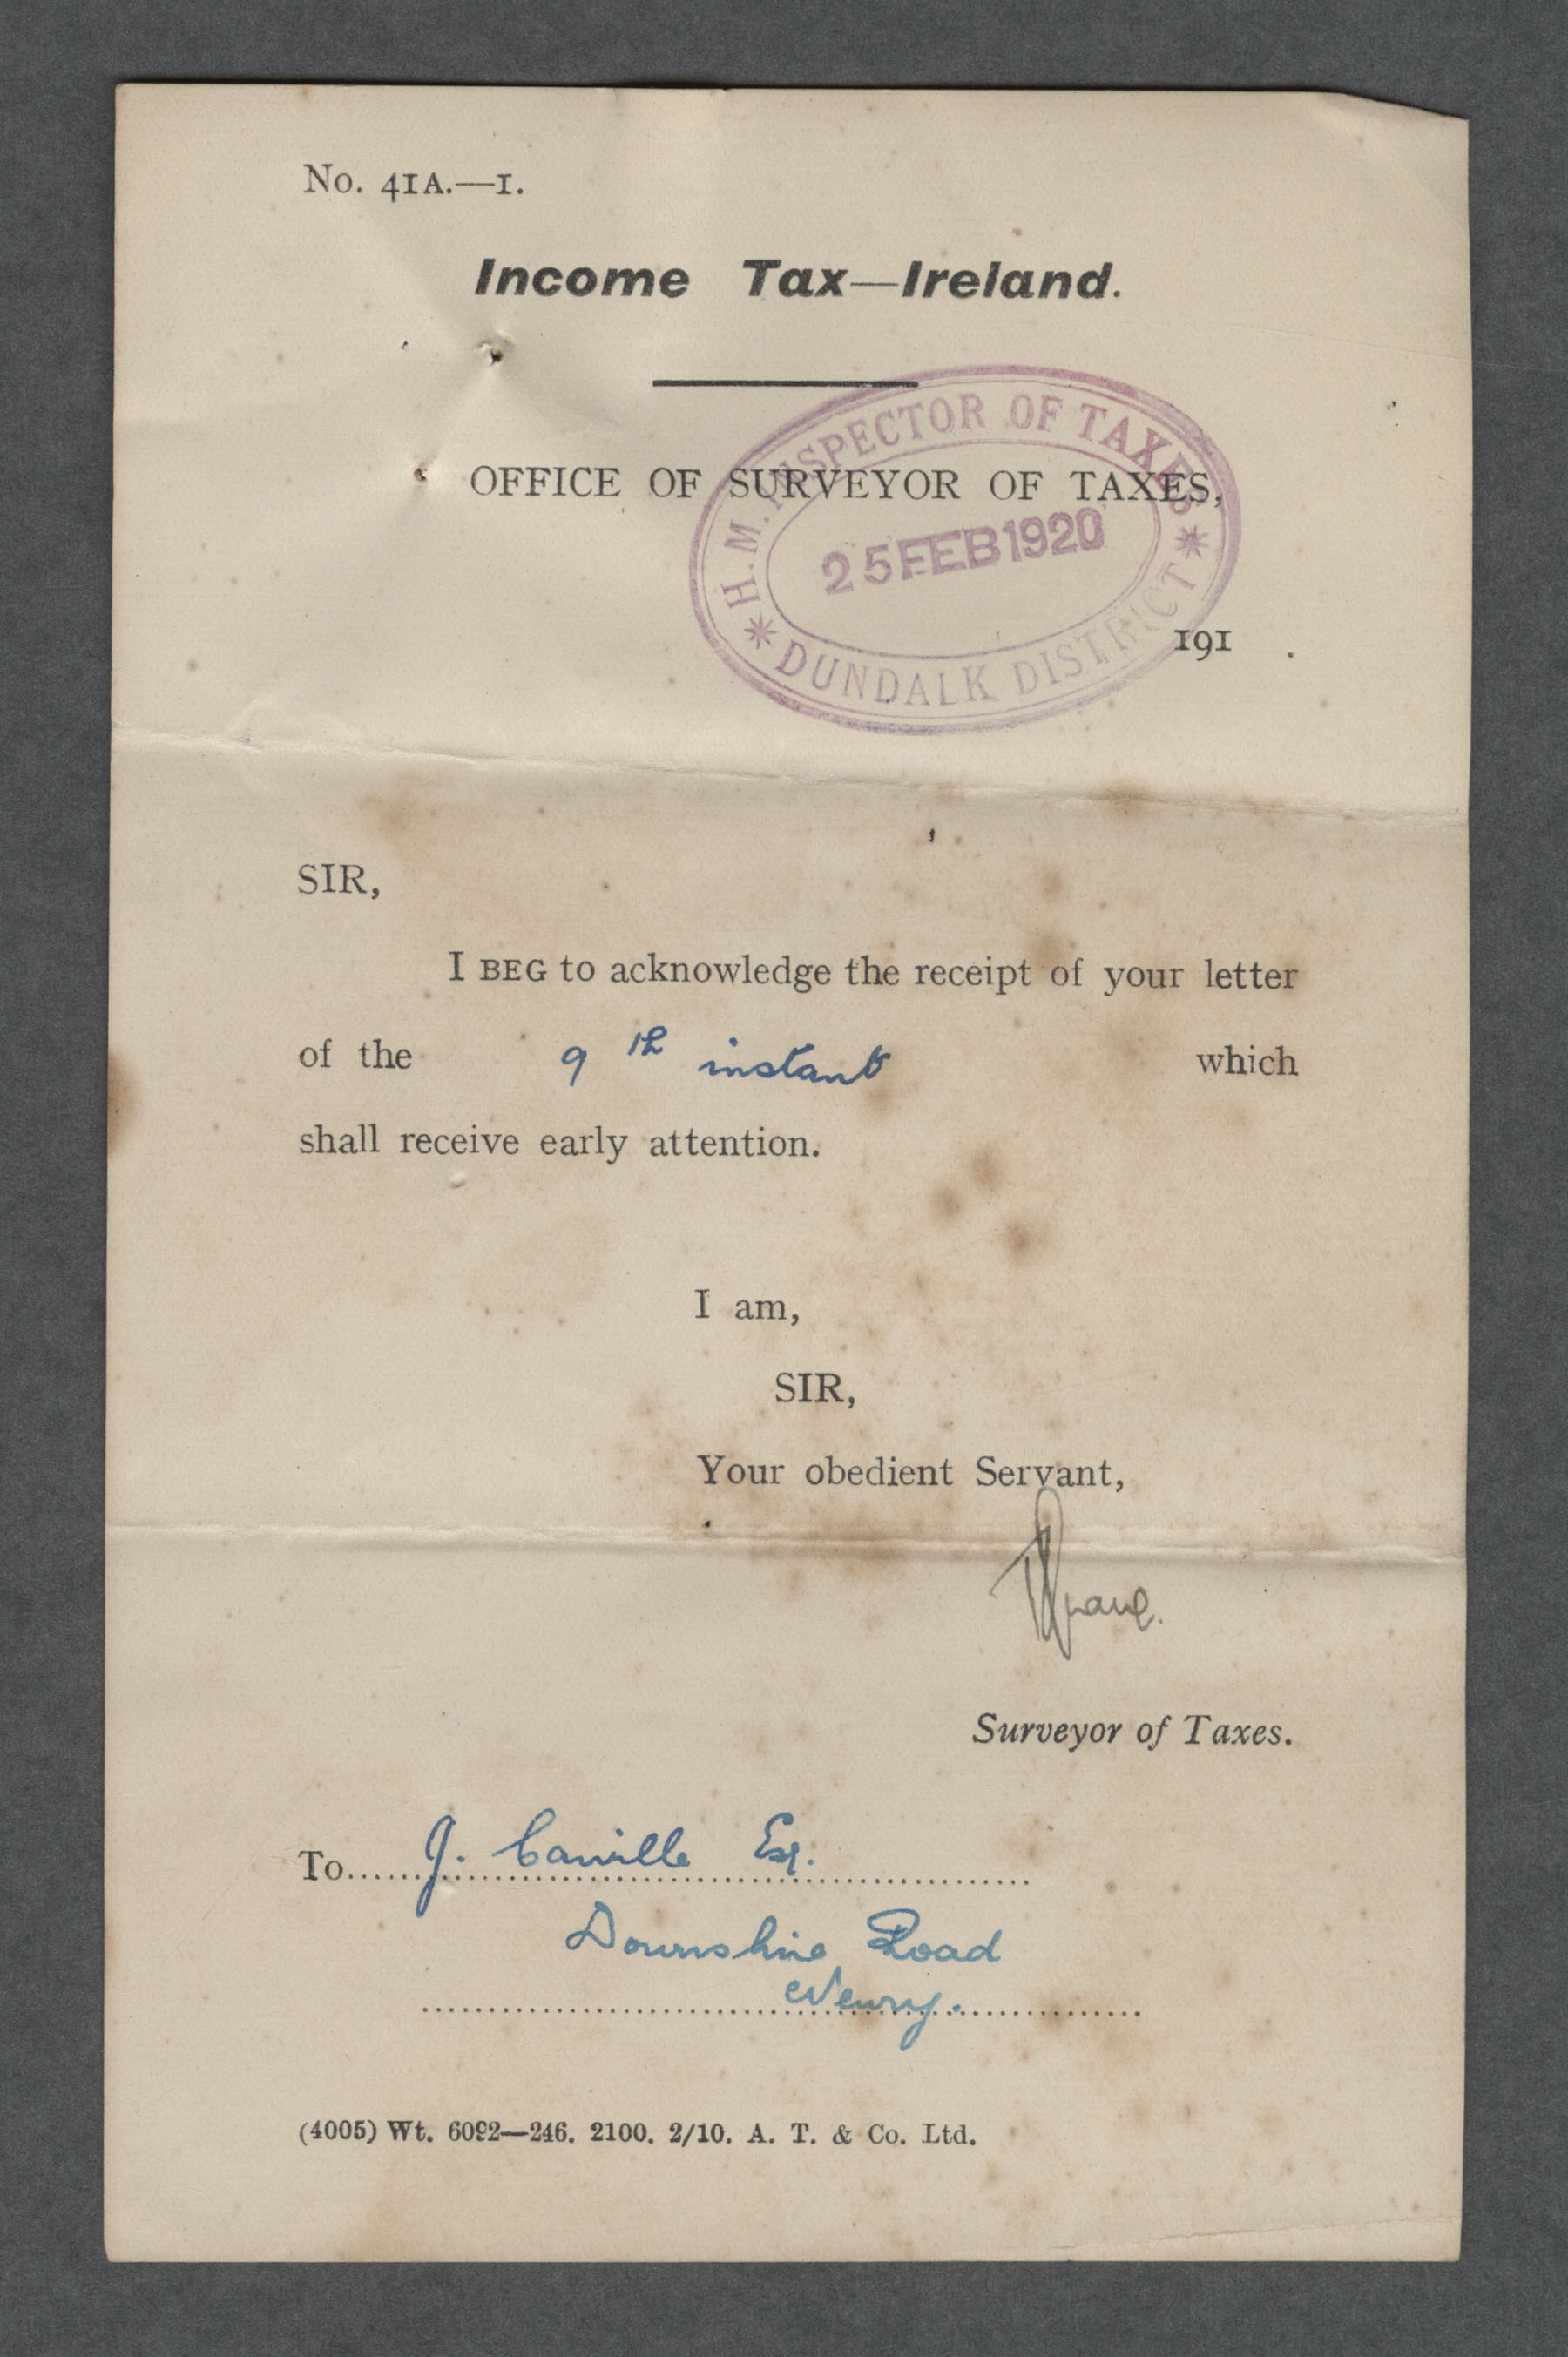 No. 41A.—1.
Income Tax—Ireland.
H. M. INSPECTOR OF TAXES
OFFICE OF SURVEYOR OF TAXES,
25 FEB 1920
DUNDALK DISTRICT
191 .
SIR,
I BEG to acknowledge the receipt of your letter
of the 9th instant which
shall receive early attention.
I am,
SIR,
Your obedient Servant,
Surveyor of Taxes.
To......J. Canville Esq.
Downshire Road
Newry.
(4005) Wt. 6092—246. 2100. 2/10. A. T. & Co. Ltd.